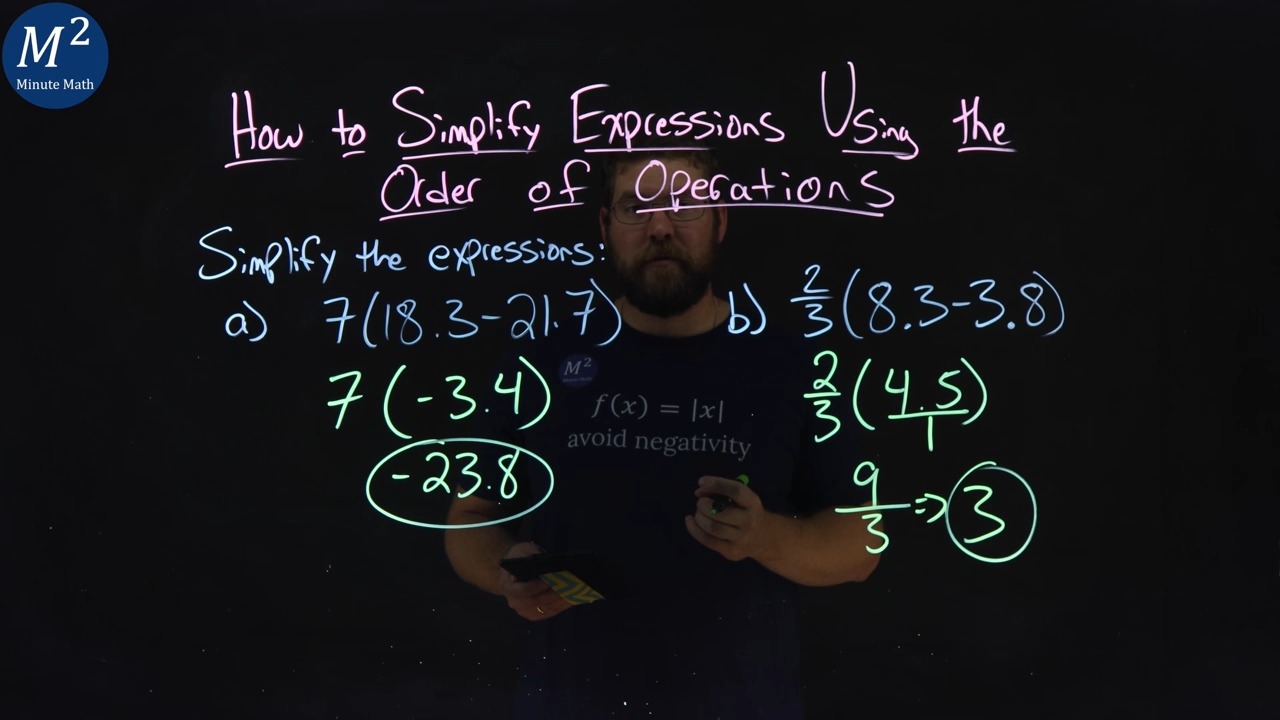 M²
Minute Math
How to Simplify Expressions Using the
Order of Operations
Simplify the expressions:
a) 7(18.3-21.7) b) 2/3(8.3-3.8)
7(-3.4) 2/3(4.5/1)
-23.8 9/3 ⇒ 3
M²
Minute Math
f(x) = |x|
avoid negativity